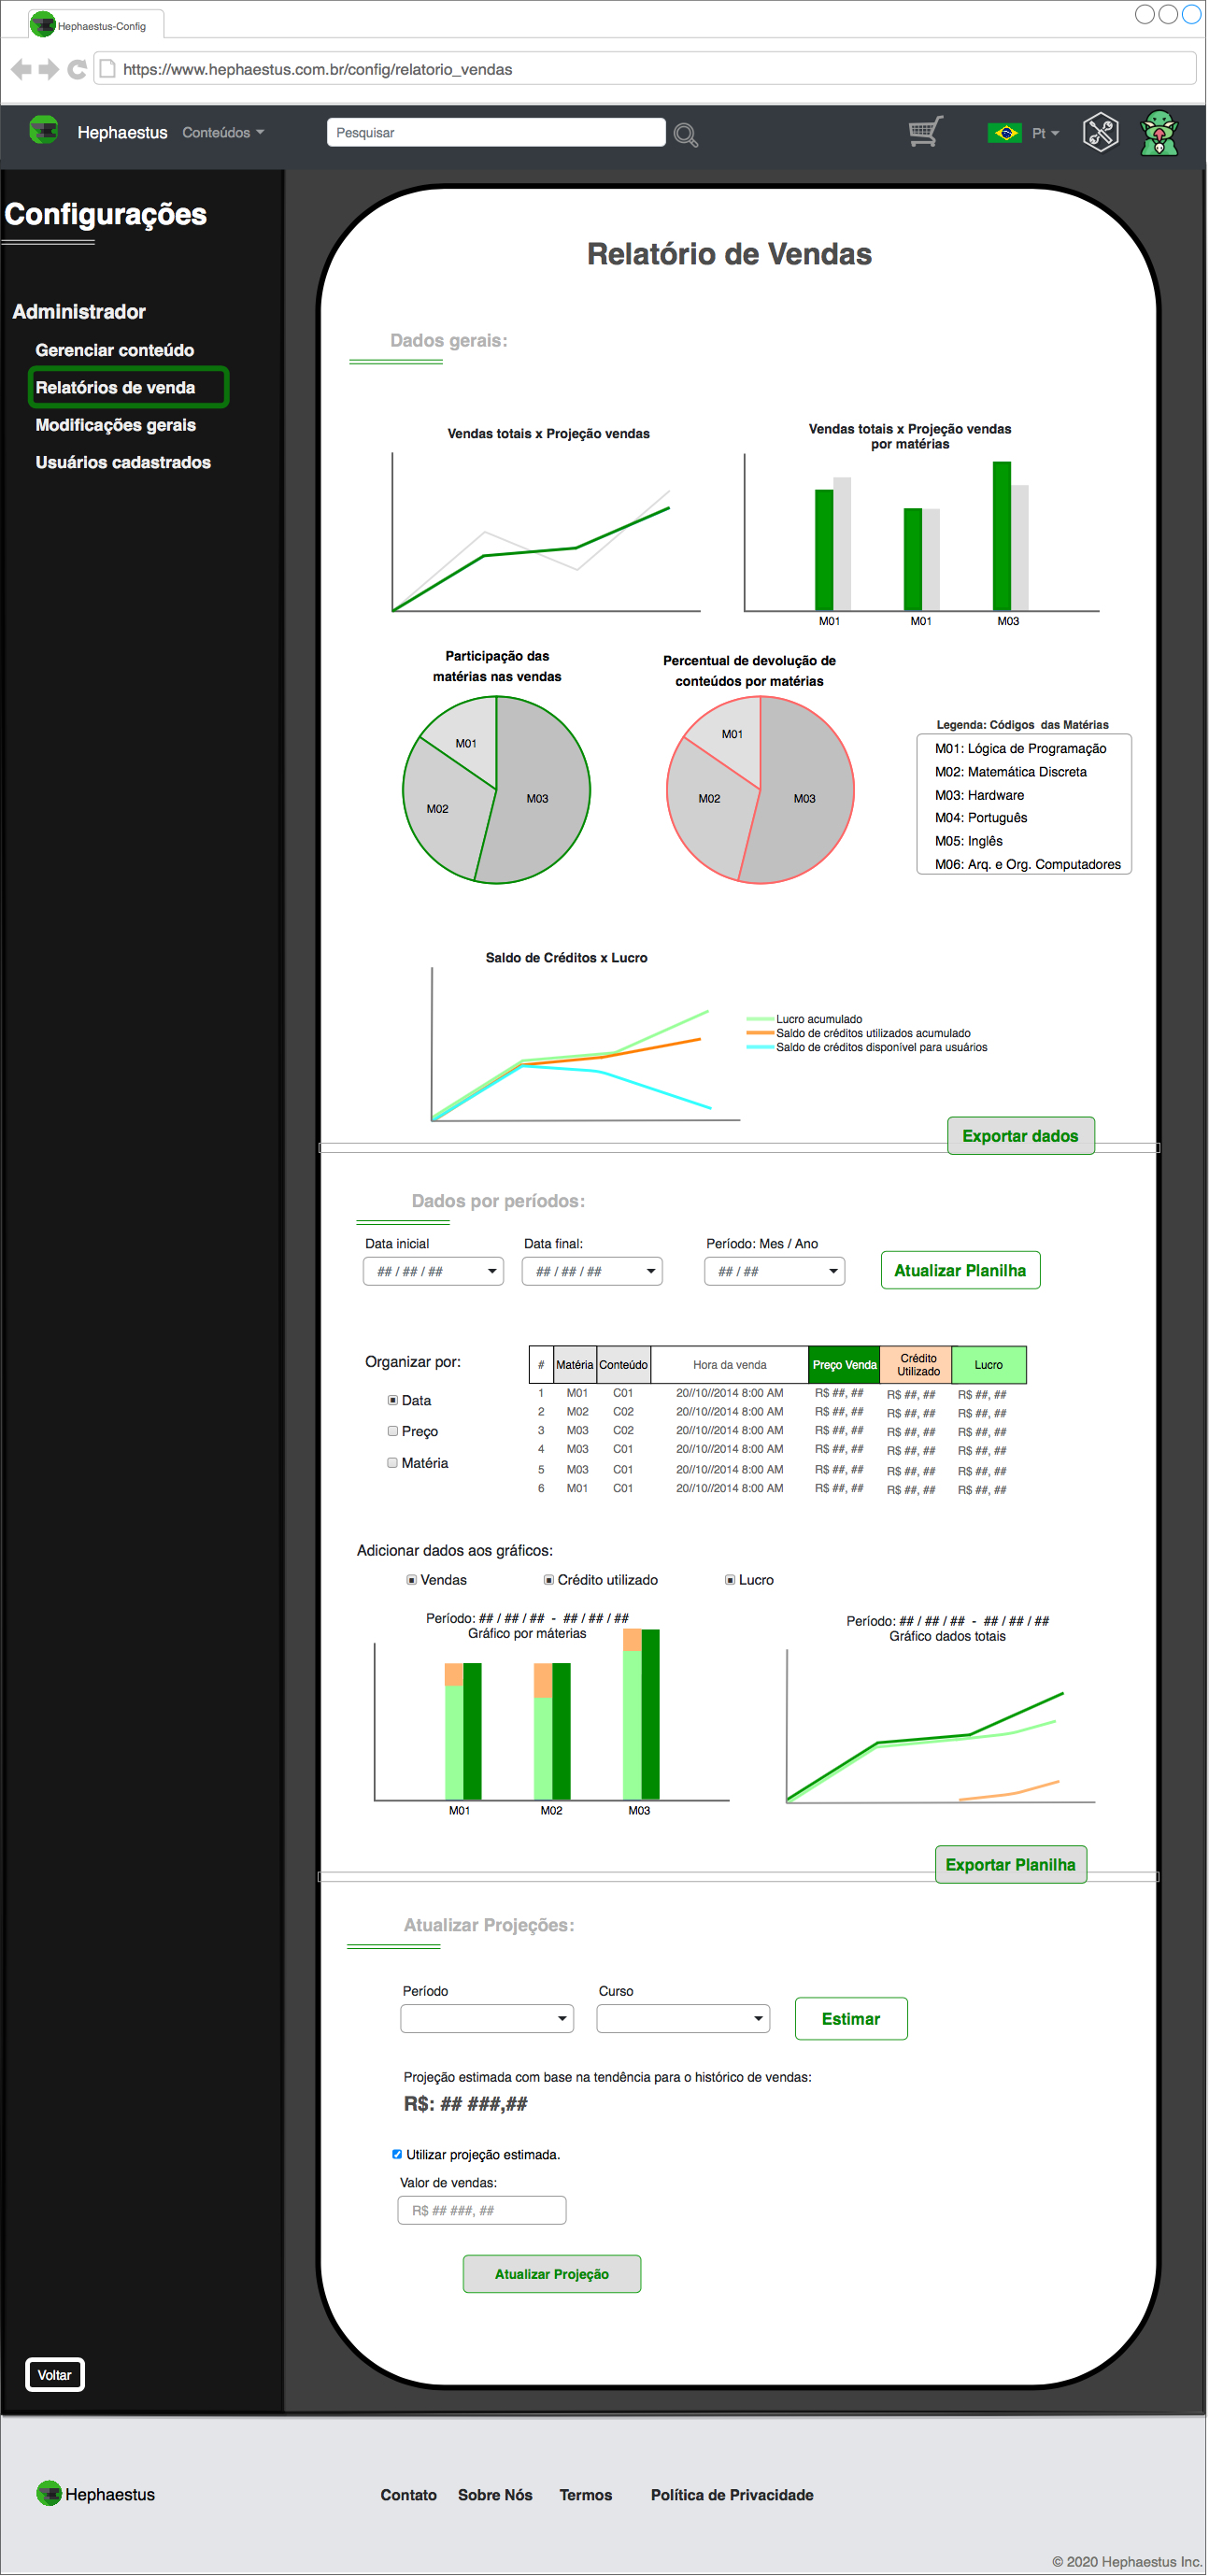 Hephaestus-Config
https://www.hephaestus.com.br/config/relatorio_vendas
Hephaestus Conteúdos Pesquisar Pt
Configurações
Administrador
Gerenciar conteúdo
Relatórios de venda
Modificações gerais
Usuários cadastrados
Voltar
Relatório de Vendas
Dados gerais:
Vendas totais x Projeção vendas
Vendas totais x Projeção vendas
por matérias
M01 M01 M03
Participação das
matérias nas vendas
M01
M02
M03
Percentual de devolução de
conteúdos por matérias
M01
M02
M03
Legenda: Códigos das Matérias
M01: Lógica de Programação
M02: Matemática Discreta
M03: Hardware
M04: Português
M05: Inglês
M06: Arq. e Org. Computadores
Saldo de Créditos x Lucro
Lucro acumulado
Saldo de créditos utilizados acumulado
Saldo de créditos disponível para usuários
Exportar dados
Dados por períodos:
Data inicial Data final: Período: Mes / Ano
## / ## / ## ## / ## / ## ## / ## Atualizar Planilha
Organizar por:
Data
Preço
Matéria
# Matéria Conteúdo Hora da venda Preço Venda Crédito Utilizado Lucro
1 M01 C01 20//10//2014 8:00 AM R$ ##, ## R$ ##, ## R$ ##, ##
2 M02 C02 20//10//2014 8:00 AM R$ ##, ## R$ ##, ## R$ ##, ##
3 M03 C02 20//10//2014 8:00 AM R$ ##, ## R$ ##, ## R$ ##, ##
4 M03 C01 20//10//2014 8:00 AM R$ ##, ## R$ ##, ## R$ ##, ##
5 M03 C01 20//10//2014 8:00 AM R$ ##, ## R$ ##, ## R$ ##, ##
6 M01 C01 20//10//2014 8:00 AM R$ ##, ## R$ ##, ## R$ ##, ##
Adicionar dados aos gráficos:
Vendas Crédito utilizado Lucro
Período: ## / ## / ## - ## / ## / ##
Gráfico por máterias
M01 M02 M03
Período: ## / ## / ## - ## / ## / ##
Gráfico dados totais
Exportar Planilha
Atualizar Projeções:
Período Curso
Estimar
Projeção estimada com base na tendência para o histórico de vendas:
R$: ## ###,##
Utilizar projeção estimada.
Valor de vendas:
R$ ## ###, ##
Atualizar Projeção
Hephaestus Contato Sobre Nós Termos Política de Privacidade
© 2020 Hephaestus Inc.